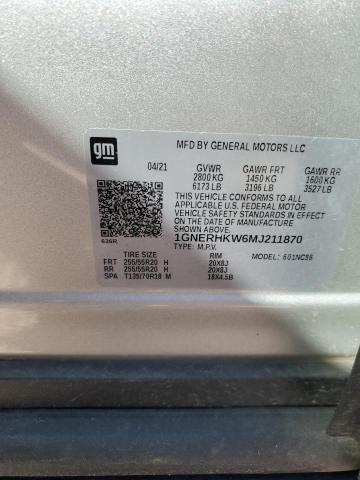 gm
MFD BY GENERAL MOTORS LLC
04/21 GVWR GAWR FRT GAWR RR
2800 KG 1450 KG 1600 KG
6173 LB 3196 LB 3527 LB
THIS VEHICLE CONFORMS TO ALL
APPLICABLE U.S. FEDERAL MOTOR
VEHICLE SAFETY STANDARDS IN EFFECT ON
THE DATE OF MANUFACTURE SHOWN ABOVE.
1GNERHKW6MJ211870
TYPE: M.P.V.
TIRE SIZE RIM MODEL:
FRT 255/55R20 H 20X8J
RR 255/55R20 H 20X8J
SPA T135/70R18 M 18X4.5B